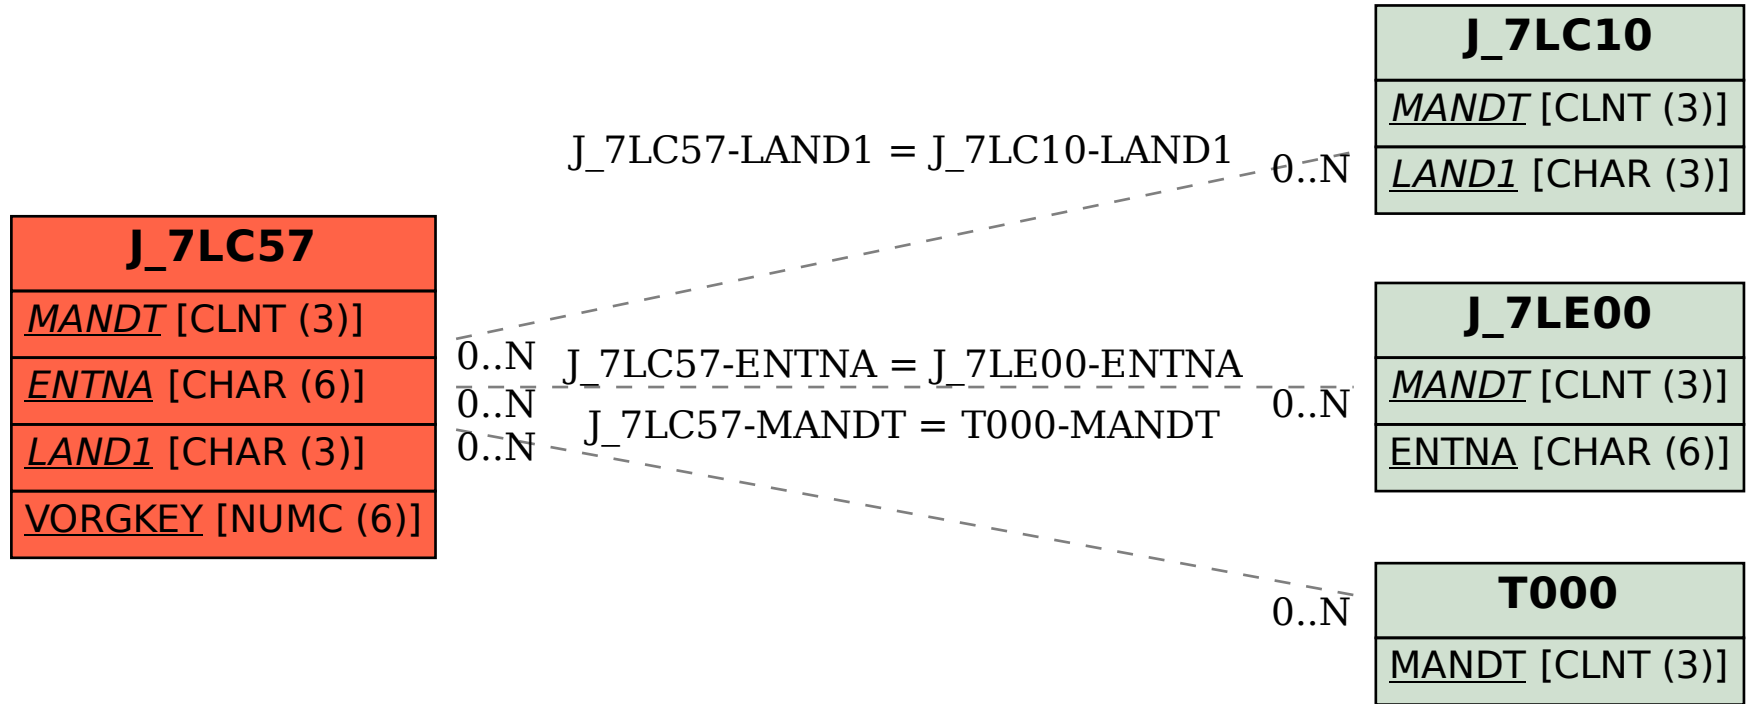 J_7LC57
MANDT [CLNT (3)]
ENTNA [CHAR (6)]
LAND1 [CHAR (3)]
VORGKEY [NUMC (6)]
J_7LC57-LAND1 = J_7LC10-LAND1
0..N
0..N
J_7LC57-ENTNA = J_7LE00-ENTNA
0..N
0..N
J_7LC57-MANDT = T000-MANDT
0..N
0..N
J_7LC10
MANDT [CLNT (3)]
LAND1 [CHAR (3)]
J_7LE00
MANDT [CLNT (3)]
ENTNA [CHAR (6)]
T000
MANDT [CLNT (3)]